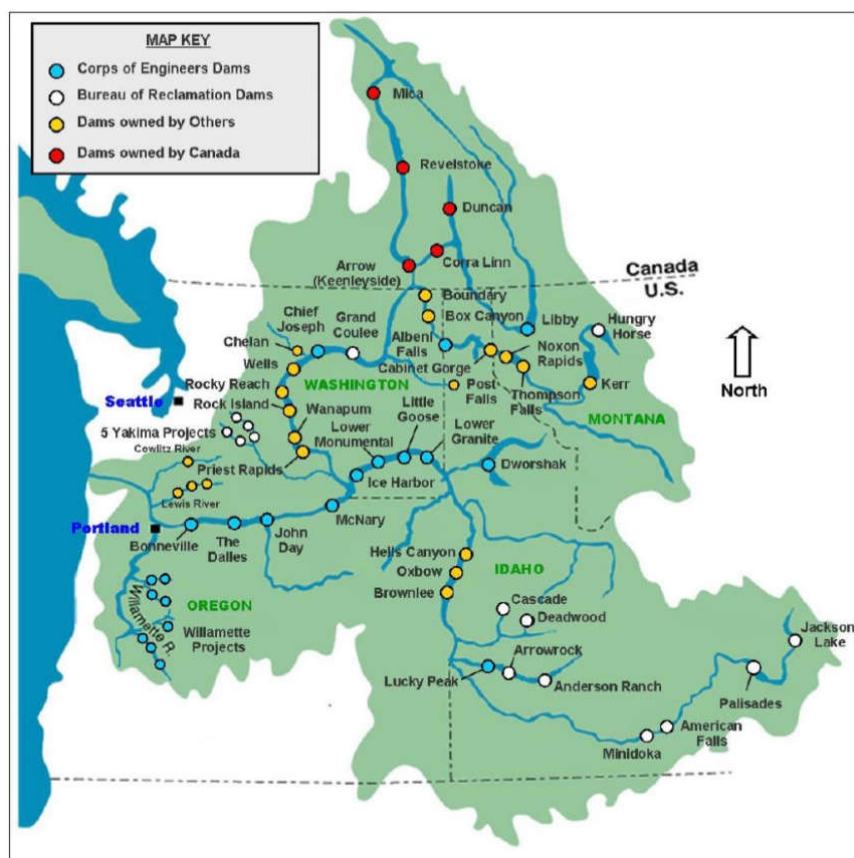 MAP KEY
Corps of Engineers Dams
Bureau of Reclamation Dams
Dams owned by Others
Dams owned by Canada
Mica
Revelstoke
Duncan
Corra Linn
Arrow
(Keenleyside)
Canada
U.S.
Boundary
Box Canyon
Libby
Hungry
Horse
Chief
Joseph
Grand
Coulee
Albeni
Falls
Chelan
Cabinet Gorge
Noxon
Rapids
Wells
Rocky Reach
WASHINGTON
Post
Falls
Thompson
Falls
Kerr
North
Seattle
Rock Island
Wanapum
Little
Goose
MONTANA
5 Yakima Projects
Lower
Monumental
Lower
Granite
Cowlitz River
Priest Rapids
Ice Harbor
Dworshak
Lewis River
Portland
McNary
Bonneville
The
Dalles
John
Day
Hells Canyon
Oxbow
IDAHO
Brownlee
Cascade
Deadwood
OREGON
Willamette R.
Willamette
Projects
Jackson
Lake
Arrowrock
Lucky Peak
Anderson Ranch
Palisades
American
Falls
Minidoka